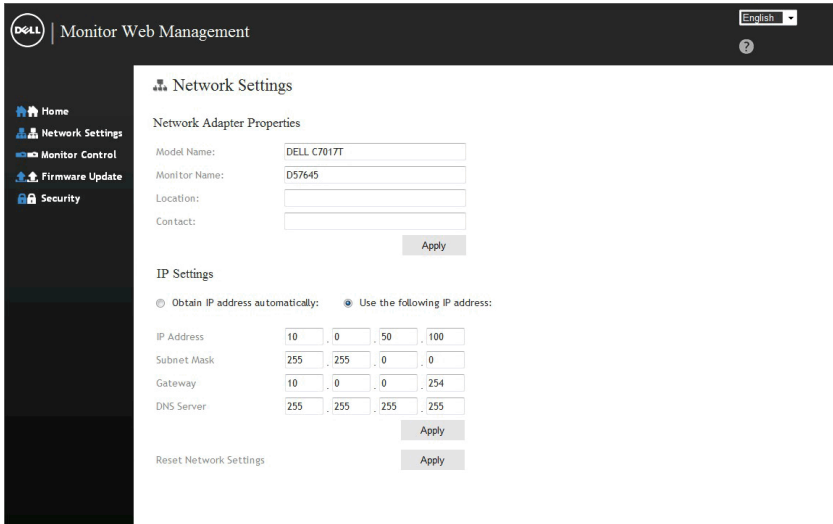 English
DELL | Monitor Web Management
?
Network Settings
Home
Network Settings
Monitor Control
Firmware Update
Security
Network Adapter Properties
Model Name: DELL C7017T
Monitor Name: D57645
Location:
Contact:
Apply
IP Settings
Obtain IP address automatically: Use the following IP address:
IP Address 10 . 0 . 50 . 100
Subnet Mask 255 . 255 . 0 . 0
Gateway 10 . 0 . 0 . 254
DNS Server 255 . 255 . 255 . 255
Apply
Reset Network Settings Apply